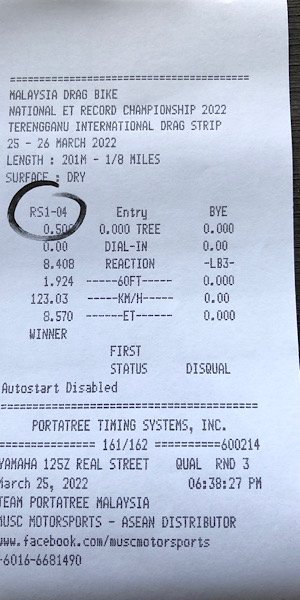 ========================================
MALAYSIA DRAG BIKE
NATIONAL ET RECORD CHAMPIONSHIP 2022
TERENGGANU INTERNATIONAL DRAG STRIP
25 - 26 MARCH 2022
LENGTH : 201M - 1/8 MILES
SURFACE : DRY
RS1-04 Entry BYE
0.500 0.000 TREE 0.000
0.00 DIAL-IN 0.00
8.408 REACTION -LB3-
1.924 ------60FT------ 0.000
123.03 ------KM/H----- 0.00
8.570 ------ET------ 0.000
WINNER
FIRST
STATUS DISQUAL
Autostart Disabled
========================================
PORTATREE TIMING SYSTEMS, INC.
================ 161/162 ==========600214
YAMAHA 125Z REAL STREET QUAL RND 3
March 25, 2022 06:38:27 PM
TEAM PORTATREE MALAYSIA
MUSC MOTORSPORTS - ASEAN DISTRIBUTOR
www.facebook.com/muscmotorsports
-6016-6681490